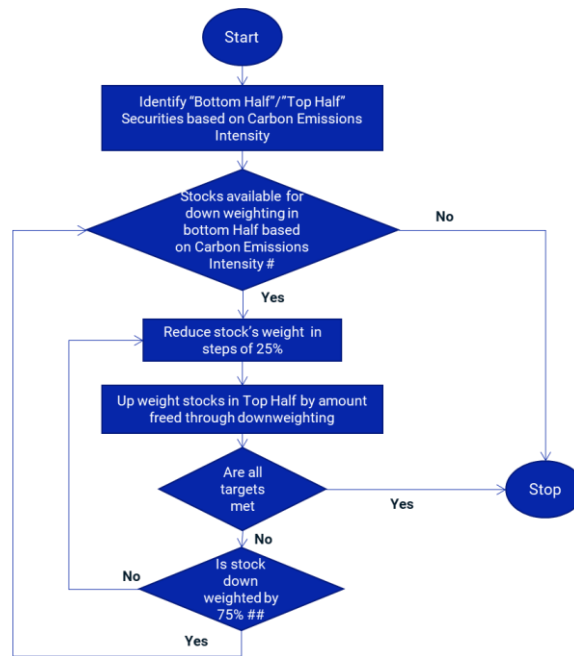 Start
Identify “Bottom Half”/”Top Half”
Securities based on Carbon Emissions
Intensity
Stocks available for
down weighting in
bottom Half based
on Carbon Emissions
Intensity #
No
Yes
Reduce stock’s weight in
steps of 25%
Up weight stocks in Top Half by amount
freed through downweighting
Are all
targets
met
Yes
Stop
No
Is stock
down
weighted by
75% ##
No
Yes